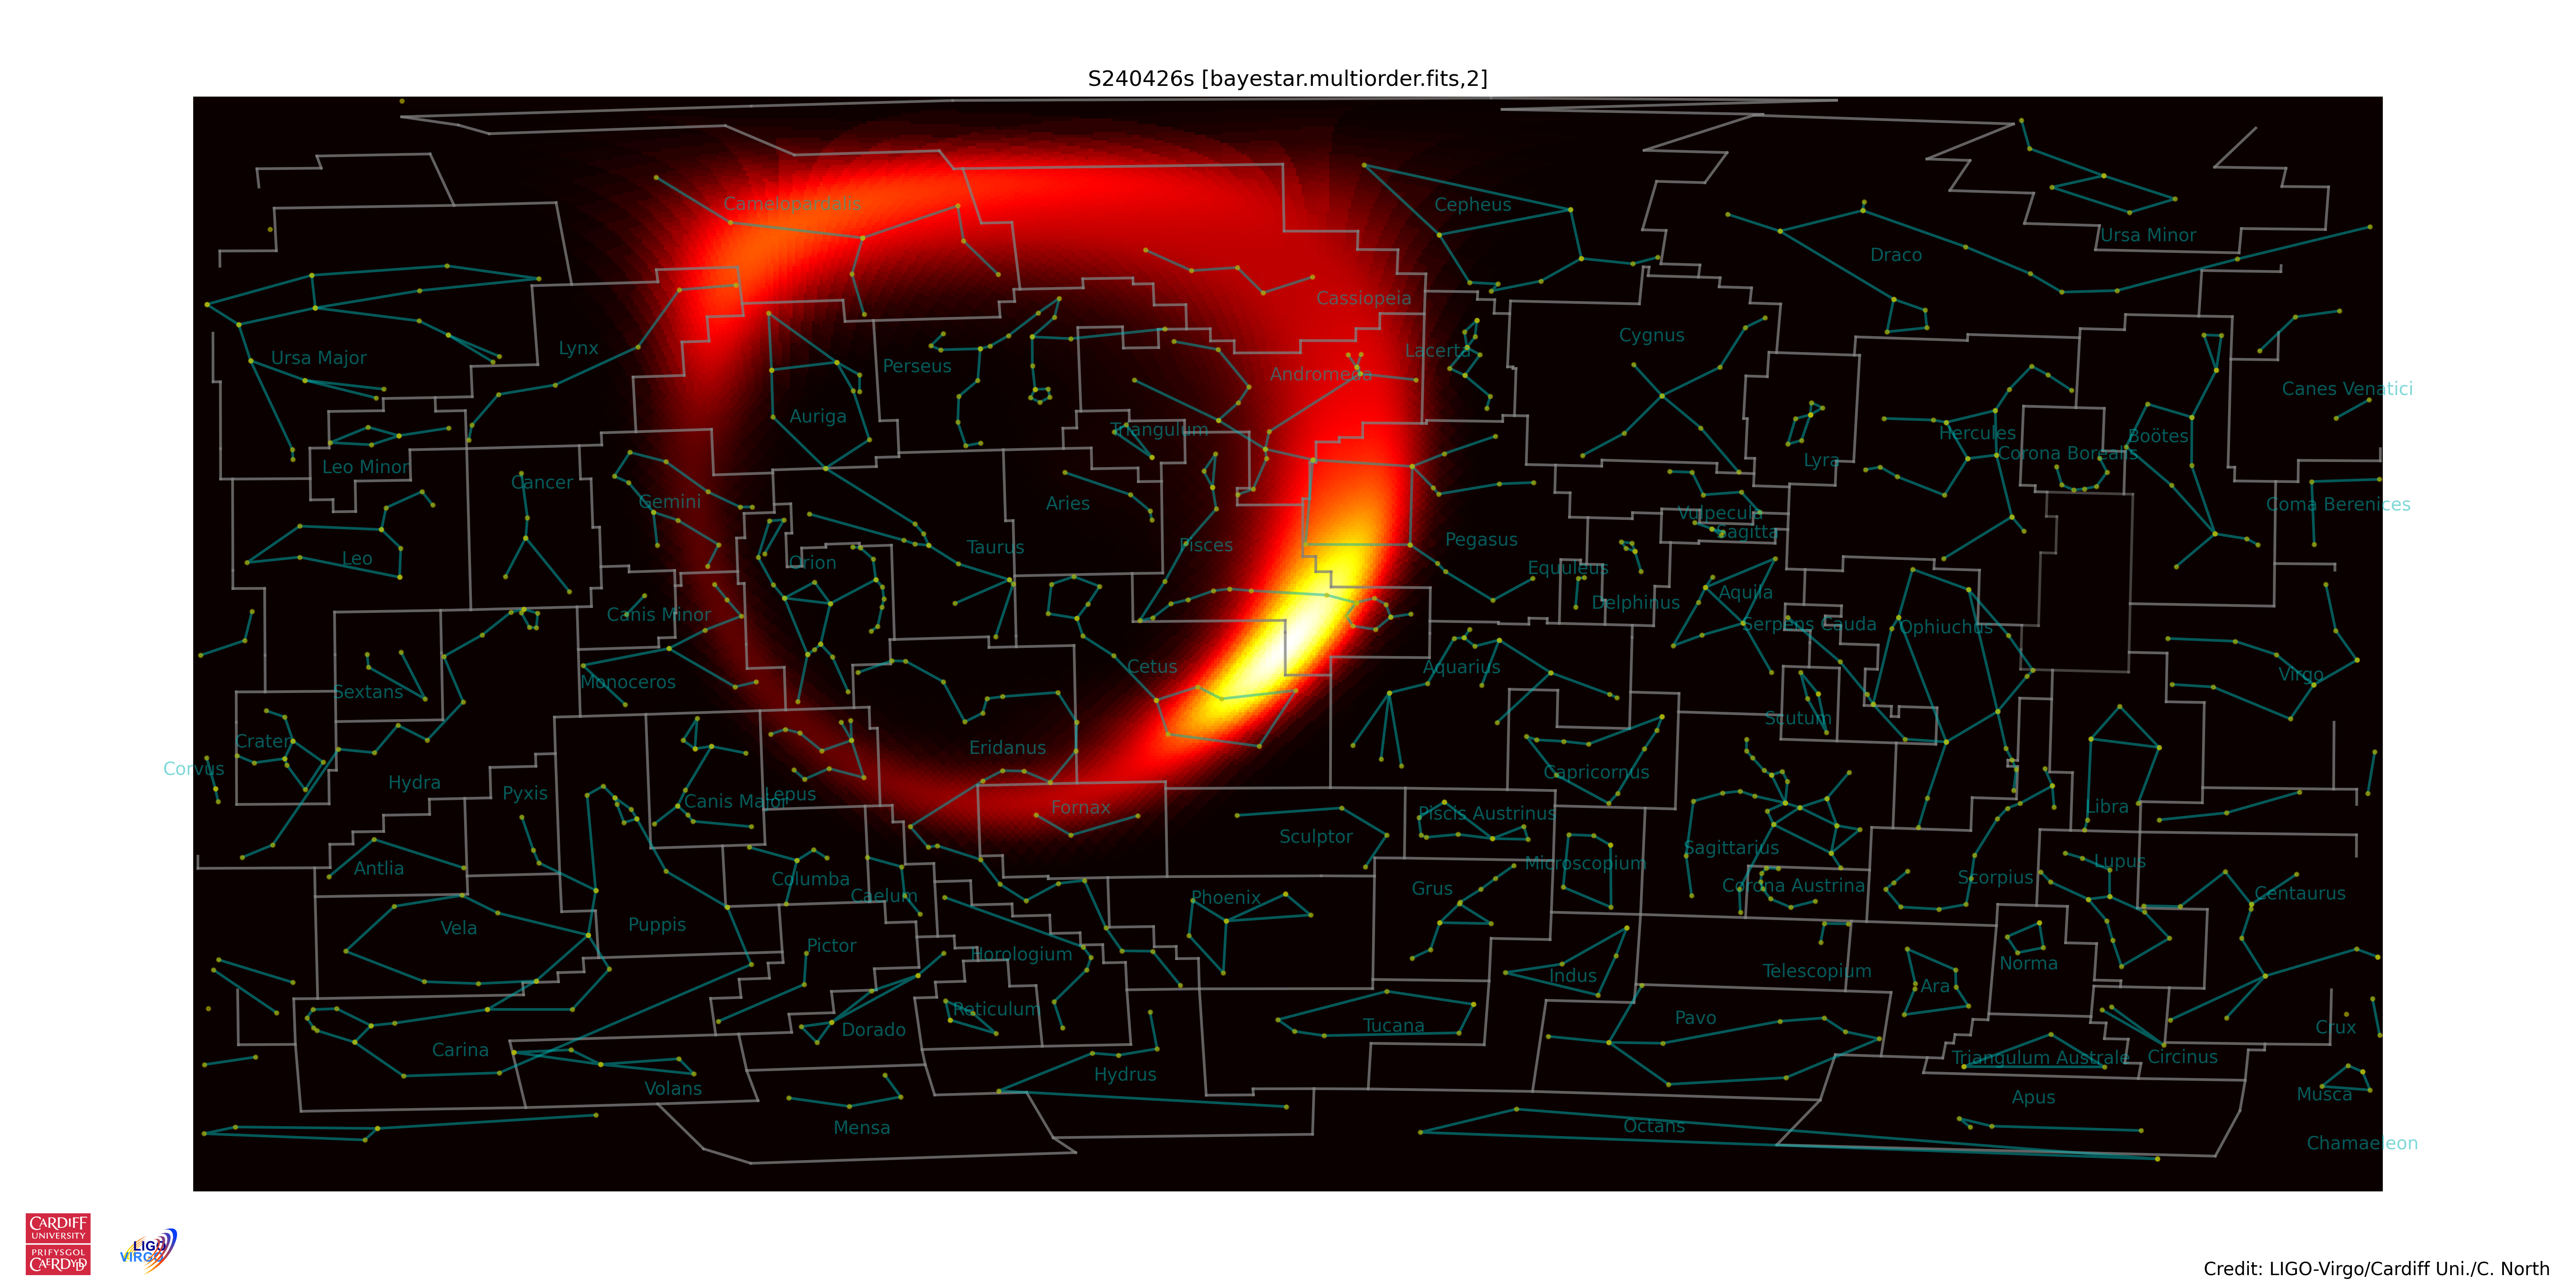 S240426s [bayestar.multiorder.fits,2]
Camelopardalis
Cepheus
Ursa Minor
Draco
Cassiopeia
Cygnus
Lynx
Lacerta
Ursa Major
Perseus
Andromeda
Canes Venatici
Auriga
Triangulum
Hercules
Boötes
Corona Borealis
Lyra
Leo Minor
Cancer
Gemini
Aries
Coma Berenices
Vulpecula
Sagitta
Pegasus
Pisces
Taurus
Leo
Orion
Equuleus
Aquila
Delphinus
Canis Minor
Serpens Cauda
Ophiuchus
Cetus
Aquarius
Virgo
Monoceros
Sextans
Scutum
Crater
Eridanus
Corvus
Capricornus
Hydra
Pyxis
Lepus
Canis Major
Fornax
Libra
Piscis Austrinus
Sculptor
Sagittarius
Lupus
Microscopium
Antlia
Scorpius
Columba
Corona Austrina
Grus
Centaurus
Caelum
Phoenix
Puppis
Vela
Pictor
Horologium
Norma
Telescopium
Indus
Ara
Reticulum
Pavo
Tucana
Crux
Dorado
Carina
Circinus
Triangulum Australe
Hydrus
Volans
Musca
Apus
Octans
Mensa
Chamaeleon
CARDIFF
UNIVERSITY
PRIFYSGOL
CAERDYDD
LIGO
VIRGO
Credit: LIGO-Virgo/Cardiff Uni./C. North